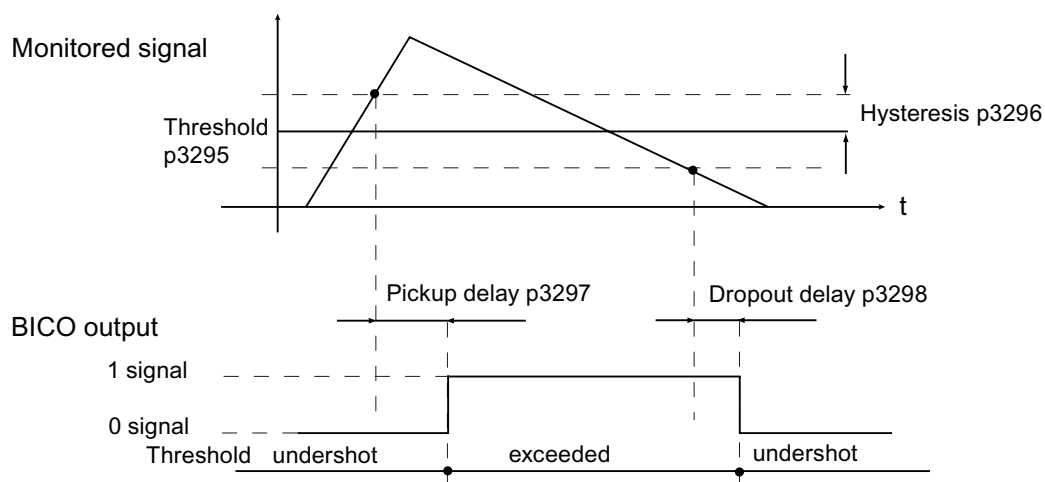 Monitored signal
Threshold
p3295
Hysteresis p3296
t
Pickup delay p3297
Dropout delay p3298
BICO output
1 signal
0 signal
Threshold undershot exceeded undershot